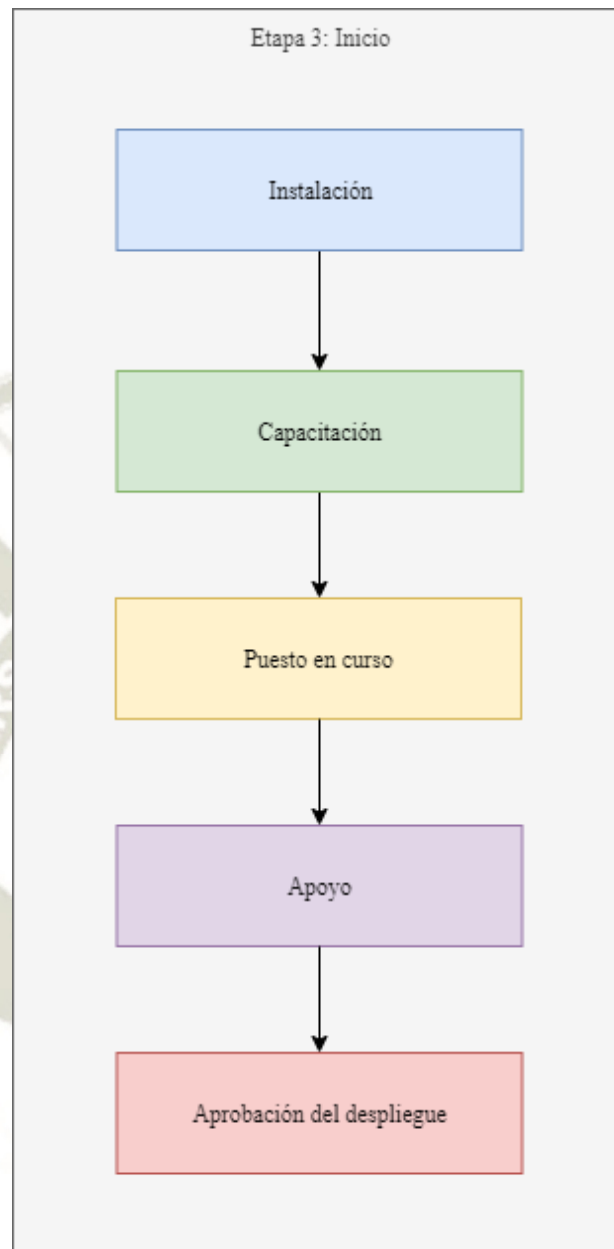 Etapa 3: Inicio
Instalación
Capacitación
Puesto en curso
Apoyo
Aprobación del despliegue